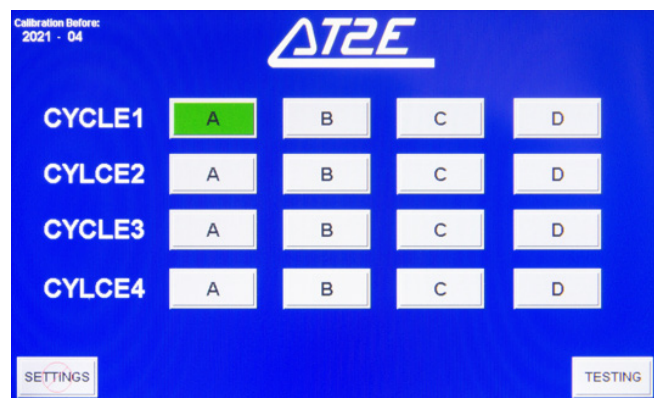 Calibration Before:
2021 - 04
AT2E
CYCLE1 A B C D
CYLCE2 A B C D
CYCLE3 A B C D
CYLCE4 A B C D
SETTINGS TESTING